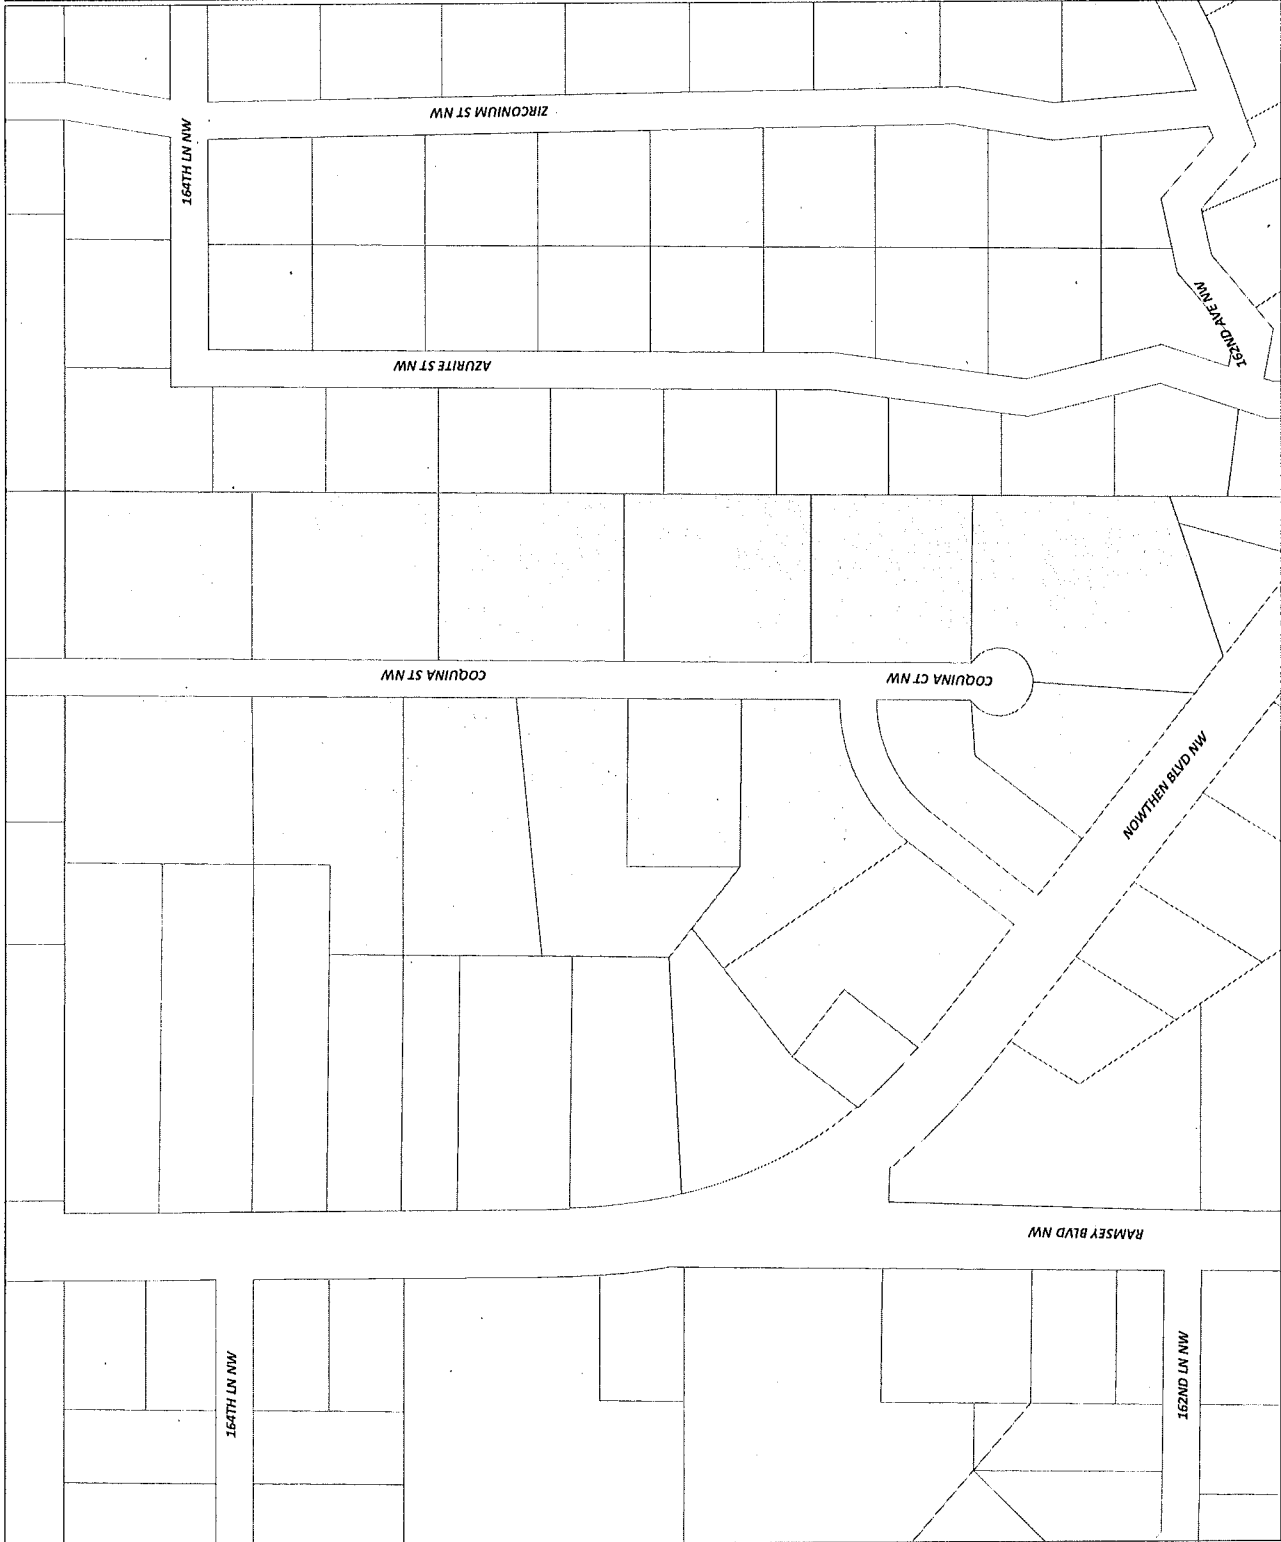 ZIRCONIUM ST NW
164TH LN NW
162ND AVE NW
AZURITE ST NW
COQUINA ST NW
COQUINA CT NW
NOWTHEN BLVD NW
RAMSEY BLVD NW
164TH LN NW
162ND LN NW